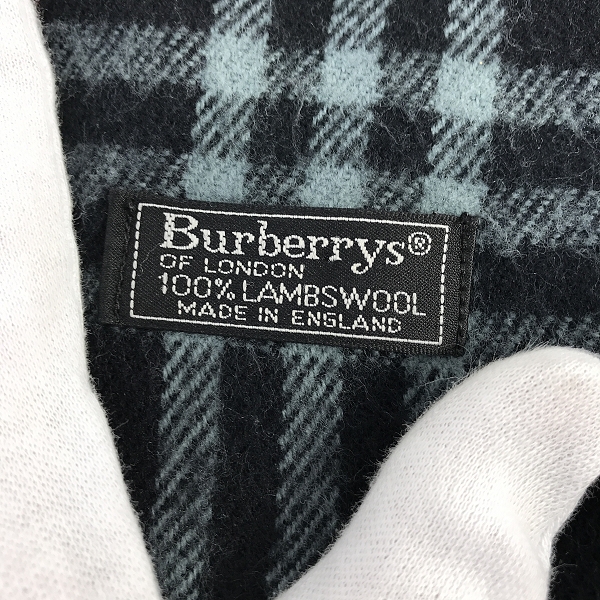 Burberrys®
OF LONDON
100% LAMBSWOOL
MADE IN ENGLAND